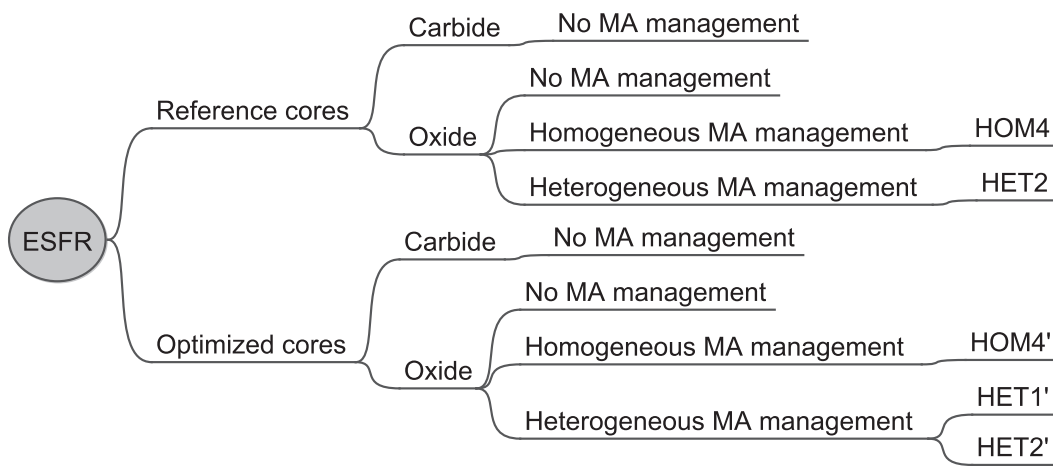 ESFR
Reference cores
Carbide
No MA management
Oxide
No MA management
Homogeneous MA management
HOM4
Heterogeneous MA management
HET2
Optimized cores
Carbide
No MA management
Oxide
No MA management
Homogeneous MA management
HOM4'
Heterogeneous MA management
HET1'
HET2'